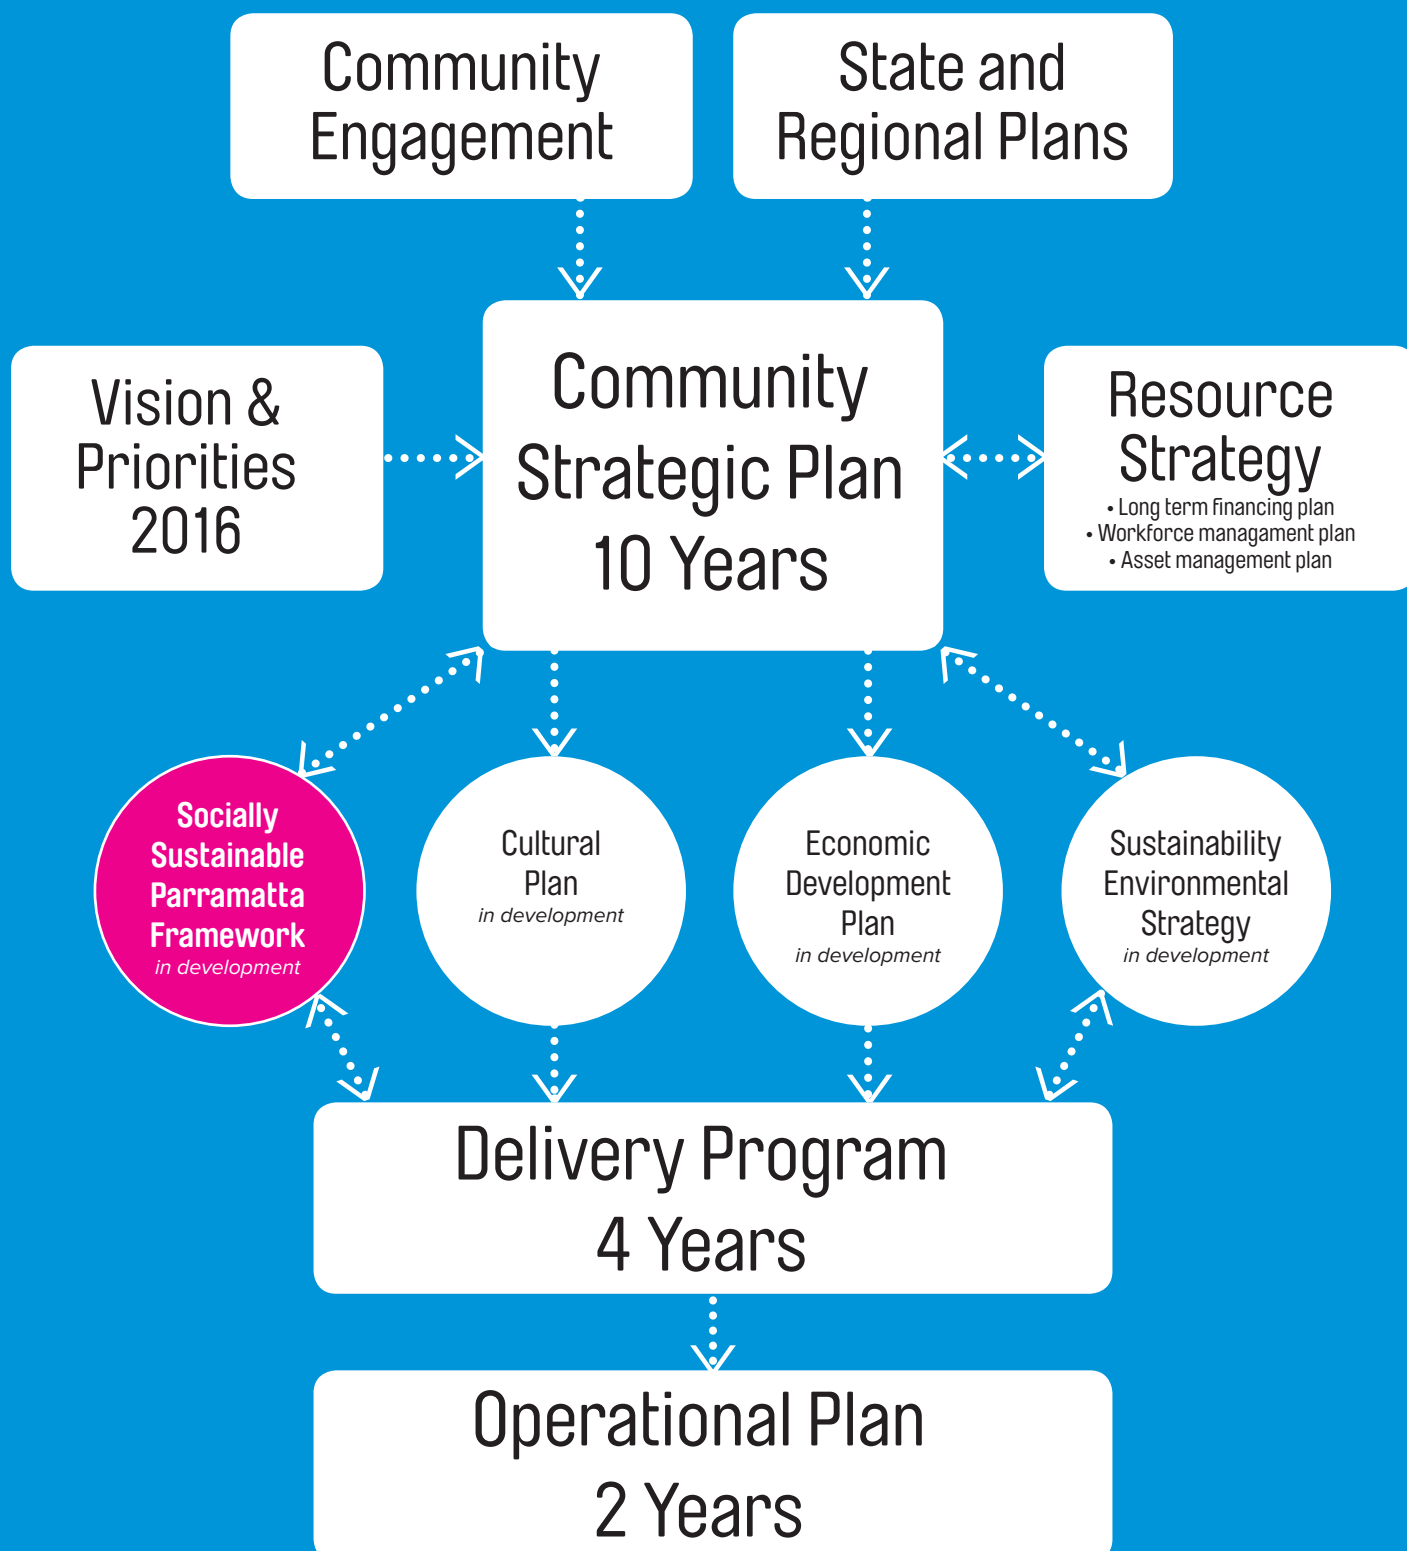 Community
Engagement
State and
Regional Plans
Vision &
Priorities
2016
Community
Strategic Plan
10 Years
Resource
Strategy
• Long term financing plan
• Workforce managament plan
• Asset management plan
Socially
Sustainable
Parramatta
Framework
in development
Cultural
Plan
in development
Economic
Development
Plan
in development
Sustainability
Environmental
Strategy
in development
Delivery Program
4 Years
Operational Plan
2 Years